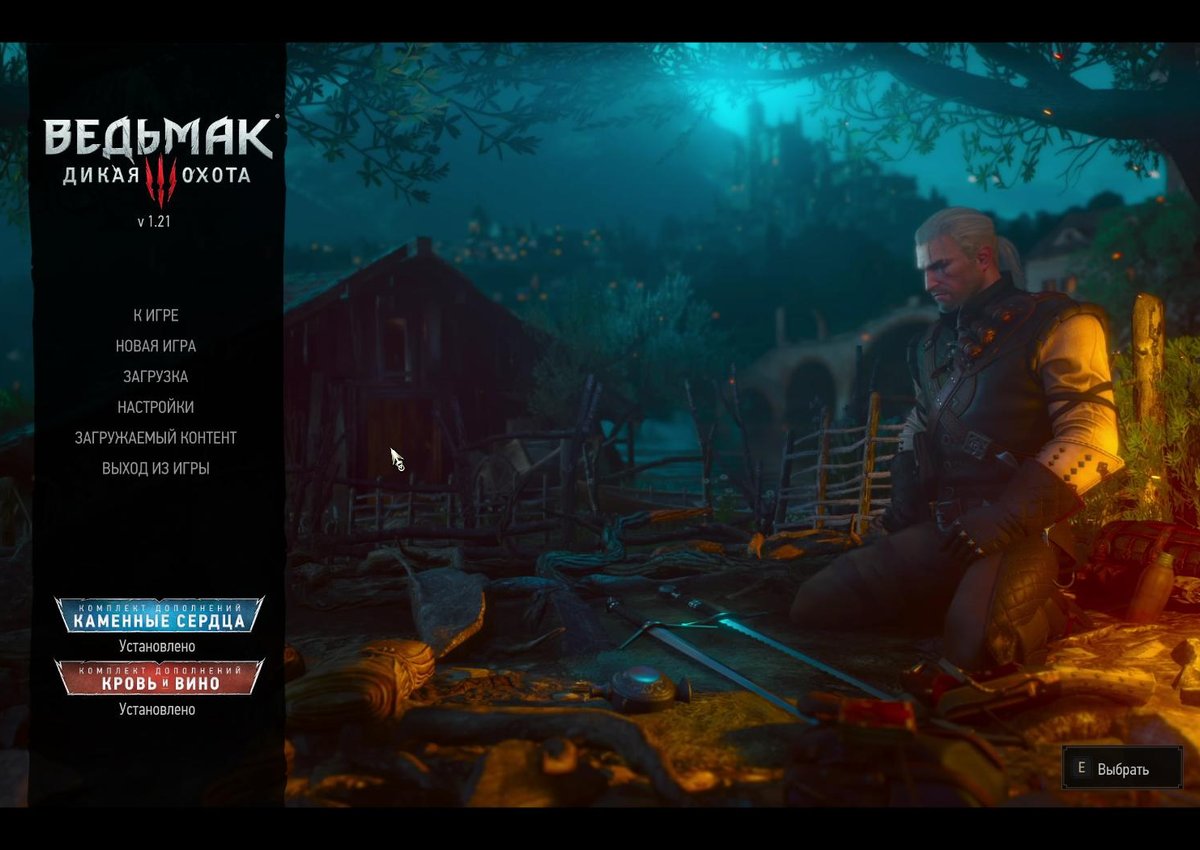 ВЕДЬМАК
ДИКАЯ III ОХОТА
v 1.21
К ИГРЕ
НОВАЯ ИГРА
ЗАГРУЗКА
НАСТРОЙКИ
ЗАГРУЖАЕМЫЙ КОНТЕНТ
ВЫХОД ИЗ ИГРЫ
КОМПЛЕКТ ДОПОЛНЕНИЙ
КАМЕННЫЕ СЕРДЦА
Установлено
КОМПЛЕКТ ДОПОЛНЕНИЙ
КРОВЬ и ВИНО
Установлено
E Выбрать